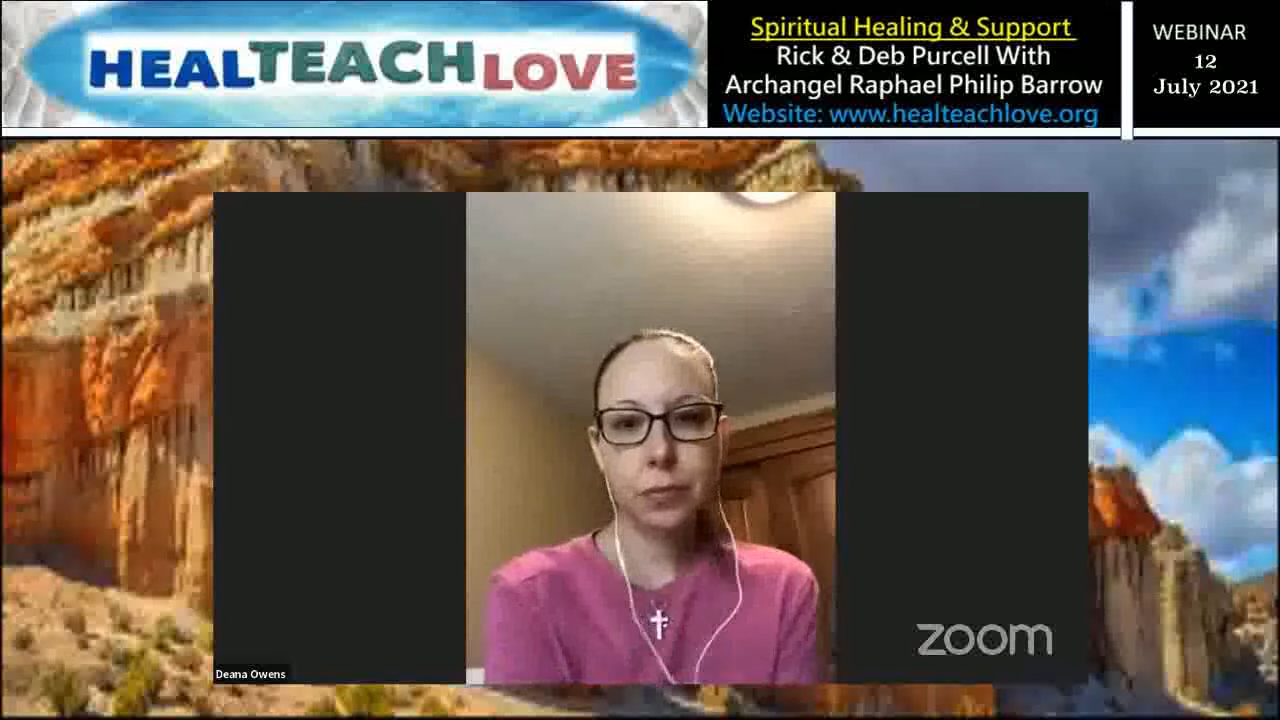 HEALTEACHLOVE
Spiritual Healing & Support
Rick & Deb Purcell With
Archangel Raphael Philip Barrow
Website: www.healteachlove.org
WEBINAR
12
July 2021
zoom
Deana Owens